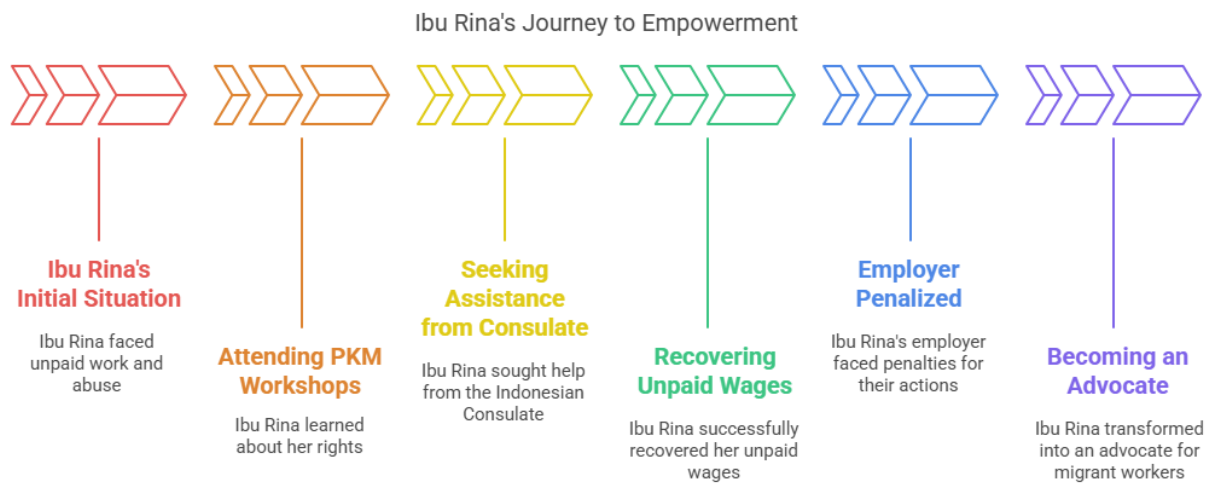 Ibu Rina's Journey to Empowerment
Ibu Rina's
Initial Situation
Ibu Rina faced
unpaid work and
abuse
Attending PKM
Workshops
Ibu Rina learned
about her rights
Seeking
Assistance
from Consulate
Ibu Rina sought help
from the Indonesian
Consulate
Recovering
Unpaid Wages
Ibu Rina successfully
recovered her unpaid
wages
Employer
Penalized
Ibu Rina's employer
faced penalties for
their actions
Becoming an
Advocate
Ibu Rina transformed
into an advocate for
migrant workers